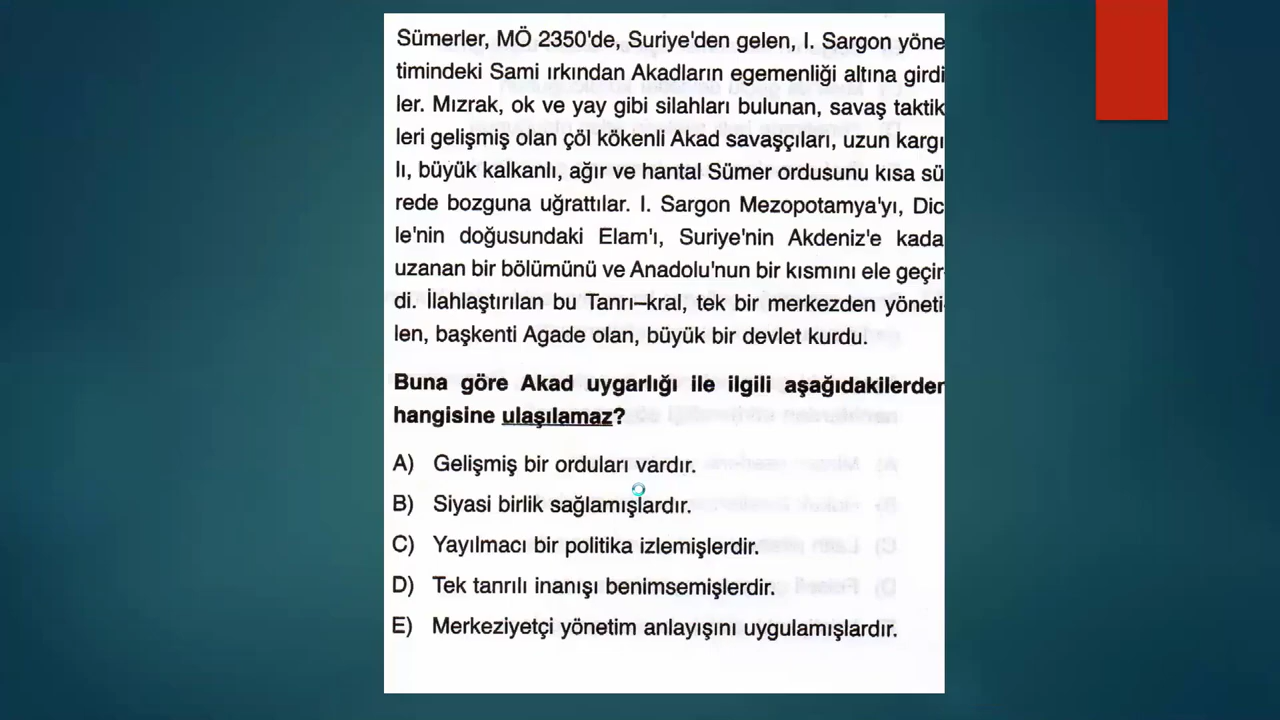 Sümerler, MÖ 2350'de, Suriye'den gelen, I. Sargon yöne
timindeki Sami ırkından Akadların egemenliği altına girdi
ler. Mızrak, ok ve yay gibi silahları bulunan, savaş taktik
leri gelişmiş olan çöl kökenli Akad savaşçıları, uzun kargı
lı, büyük kalkanlı, ağır ve hantal Sümer ordusunu kısa sü
rede bozguna uğrattılar. I. Sargon Mezopotamya'yı, Dic
le'nin doğusundaki Elam'ı, Suriye'nin Akdeniz'e kada
uzanan bir bölümünü ve Anadolu'nun bir kısmını ele geçir-
di. İlahlaştırılan bu Tanrı–kral, tek bir merkezden yöneti-
len, başkenti Agade olan, büyük bir devlet kurdu.
Buna göre Akad uygarlığı ile ilgili aşağıdakilerden
hangisine ulaşılamaz?
A) Gelişmiş bir orduları vardır.
B) Siyasi birlik sağlamışlardır.
C) Yayılmacı bir politika izlemişlerdir.
D) Tek tanrılı inanışı benimsemişlerdir.
E) Merkeziyetçi yönetim anlayışını uygulamışlardır.